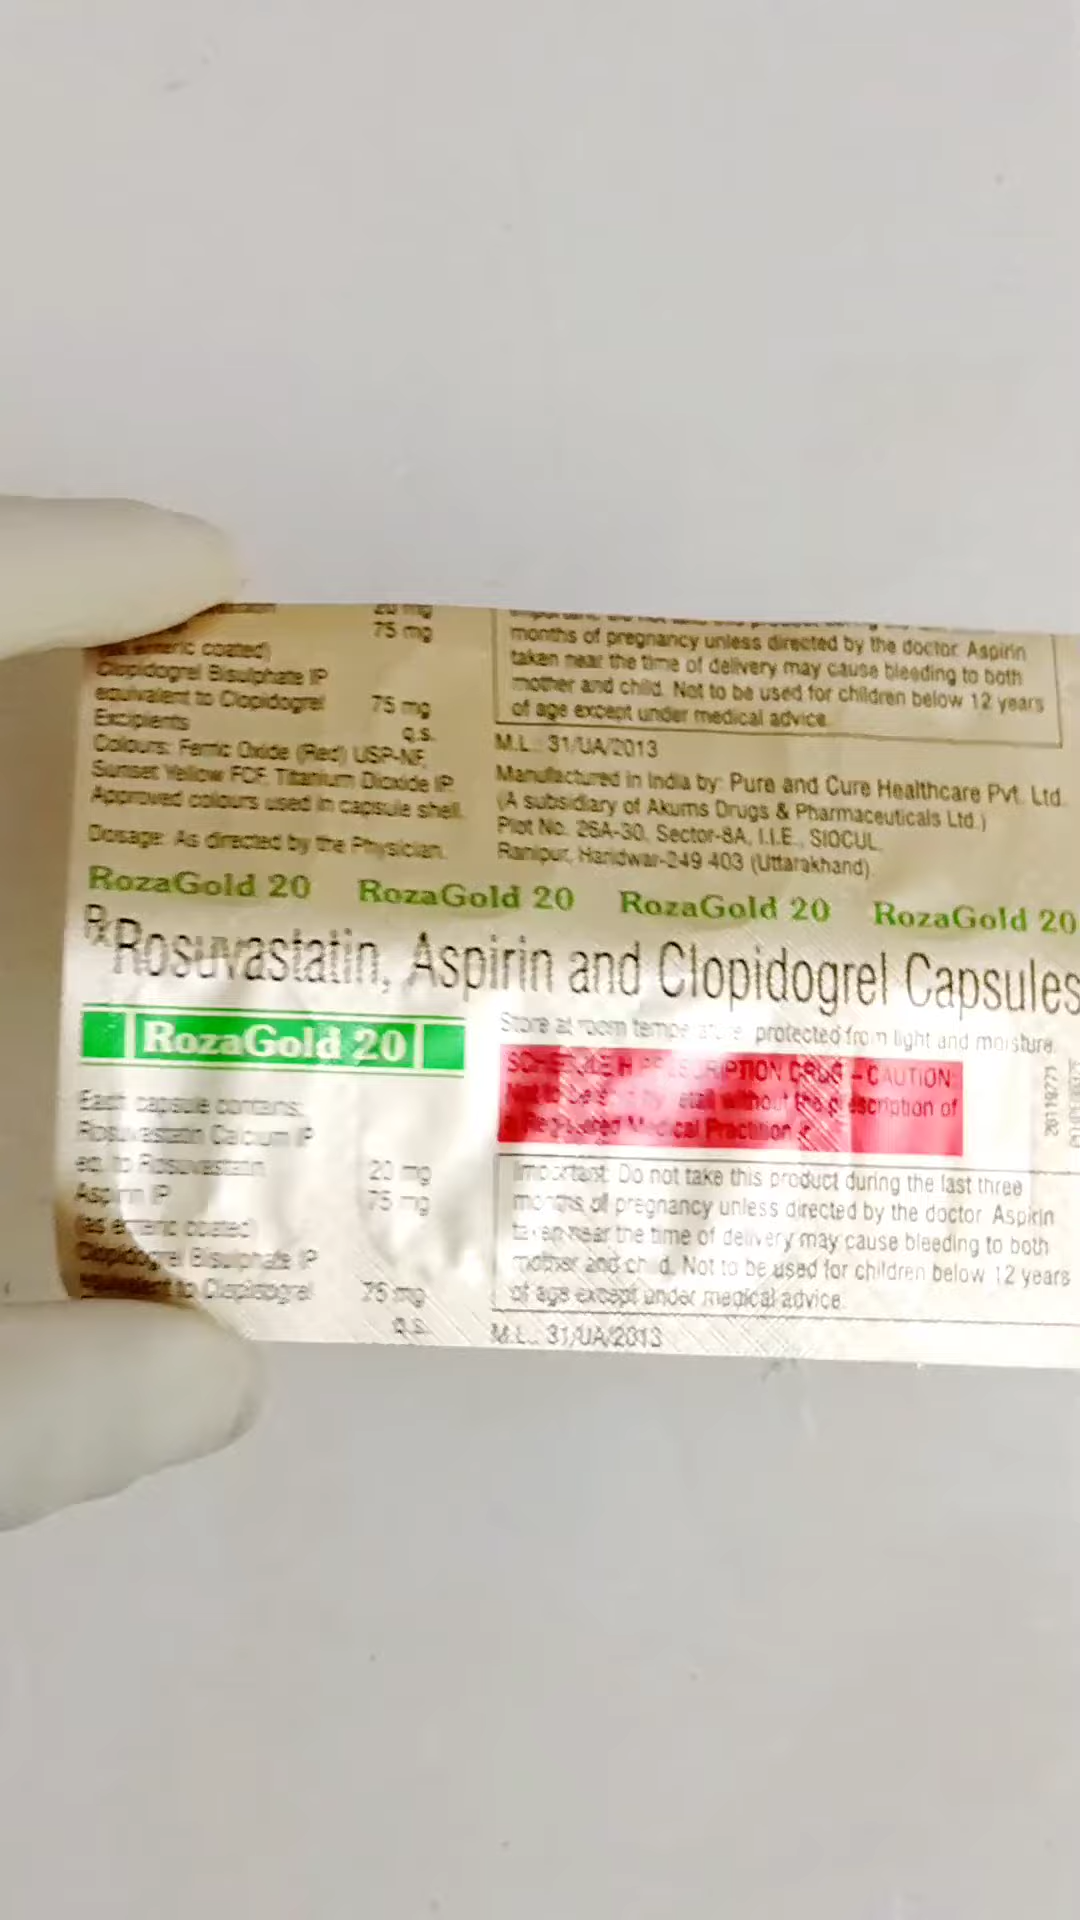 20 mg
75 mg
coated)
Clopidogrel Bisulphate IP
equivalent to Clopidogrel 75 mg
Excipients q.s.
Colours: Ferric Oxide (Red) USP-NF,
Sunset Yellow FCF, Titanium Dioxide IP
Approved colours used in capsule shell.
Dosage: As directed by the Physician.
months of pregnancy unless directed by the doctor. Aspirin
taken near the time of delivery may cause bleeding to both
mother and child. Not to be used for children below 12 years
of age except under medical advice.
M.L.: 31/UA/2013
Manufactured in India by: Pure and Cure Healthcare Pvt. Ltd.
(A subsidiary of Akums Drugs & Pharmaceuticals Ltd.)
Plot No. 26A-30, Sector-8A, I.I.E., SIDCUL,
Ranipur, Haridwar-249 403 (Uttarakhand).
RozaGold 20 RozaGold 20 RozaGold 20 RozaGold 20
Rx Rosuvastatin, Aspirin and Clopidogrel Capsules
RozaGold 20
Each capsule contains:
Rosuvastatin Calcium IP
eq. to Rosuvastatin 20 mg
Aspirin IP 75 mg
(as enteric coated)
Clopidogrel Bisulphate IP
equivalent to Clopidogrel 75 mg
q.s.
Store at room temperature, protected from light and moisture.
SCHEDULE H PRESCRIPTION DRUG – CAUTION:
Not to be sold by retail without the prescription of
a Registered Medical Practitioner
Important: Do not take this product during the last three
months of pregnancy unless directed by the doctor. Aspirin
taken near the time of delivery may cause bleeding to both
mother and child. Not to be used for children below 12 years
of age except under medical advice.
M.L.: 31/UA/2013